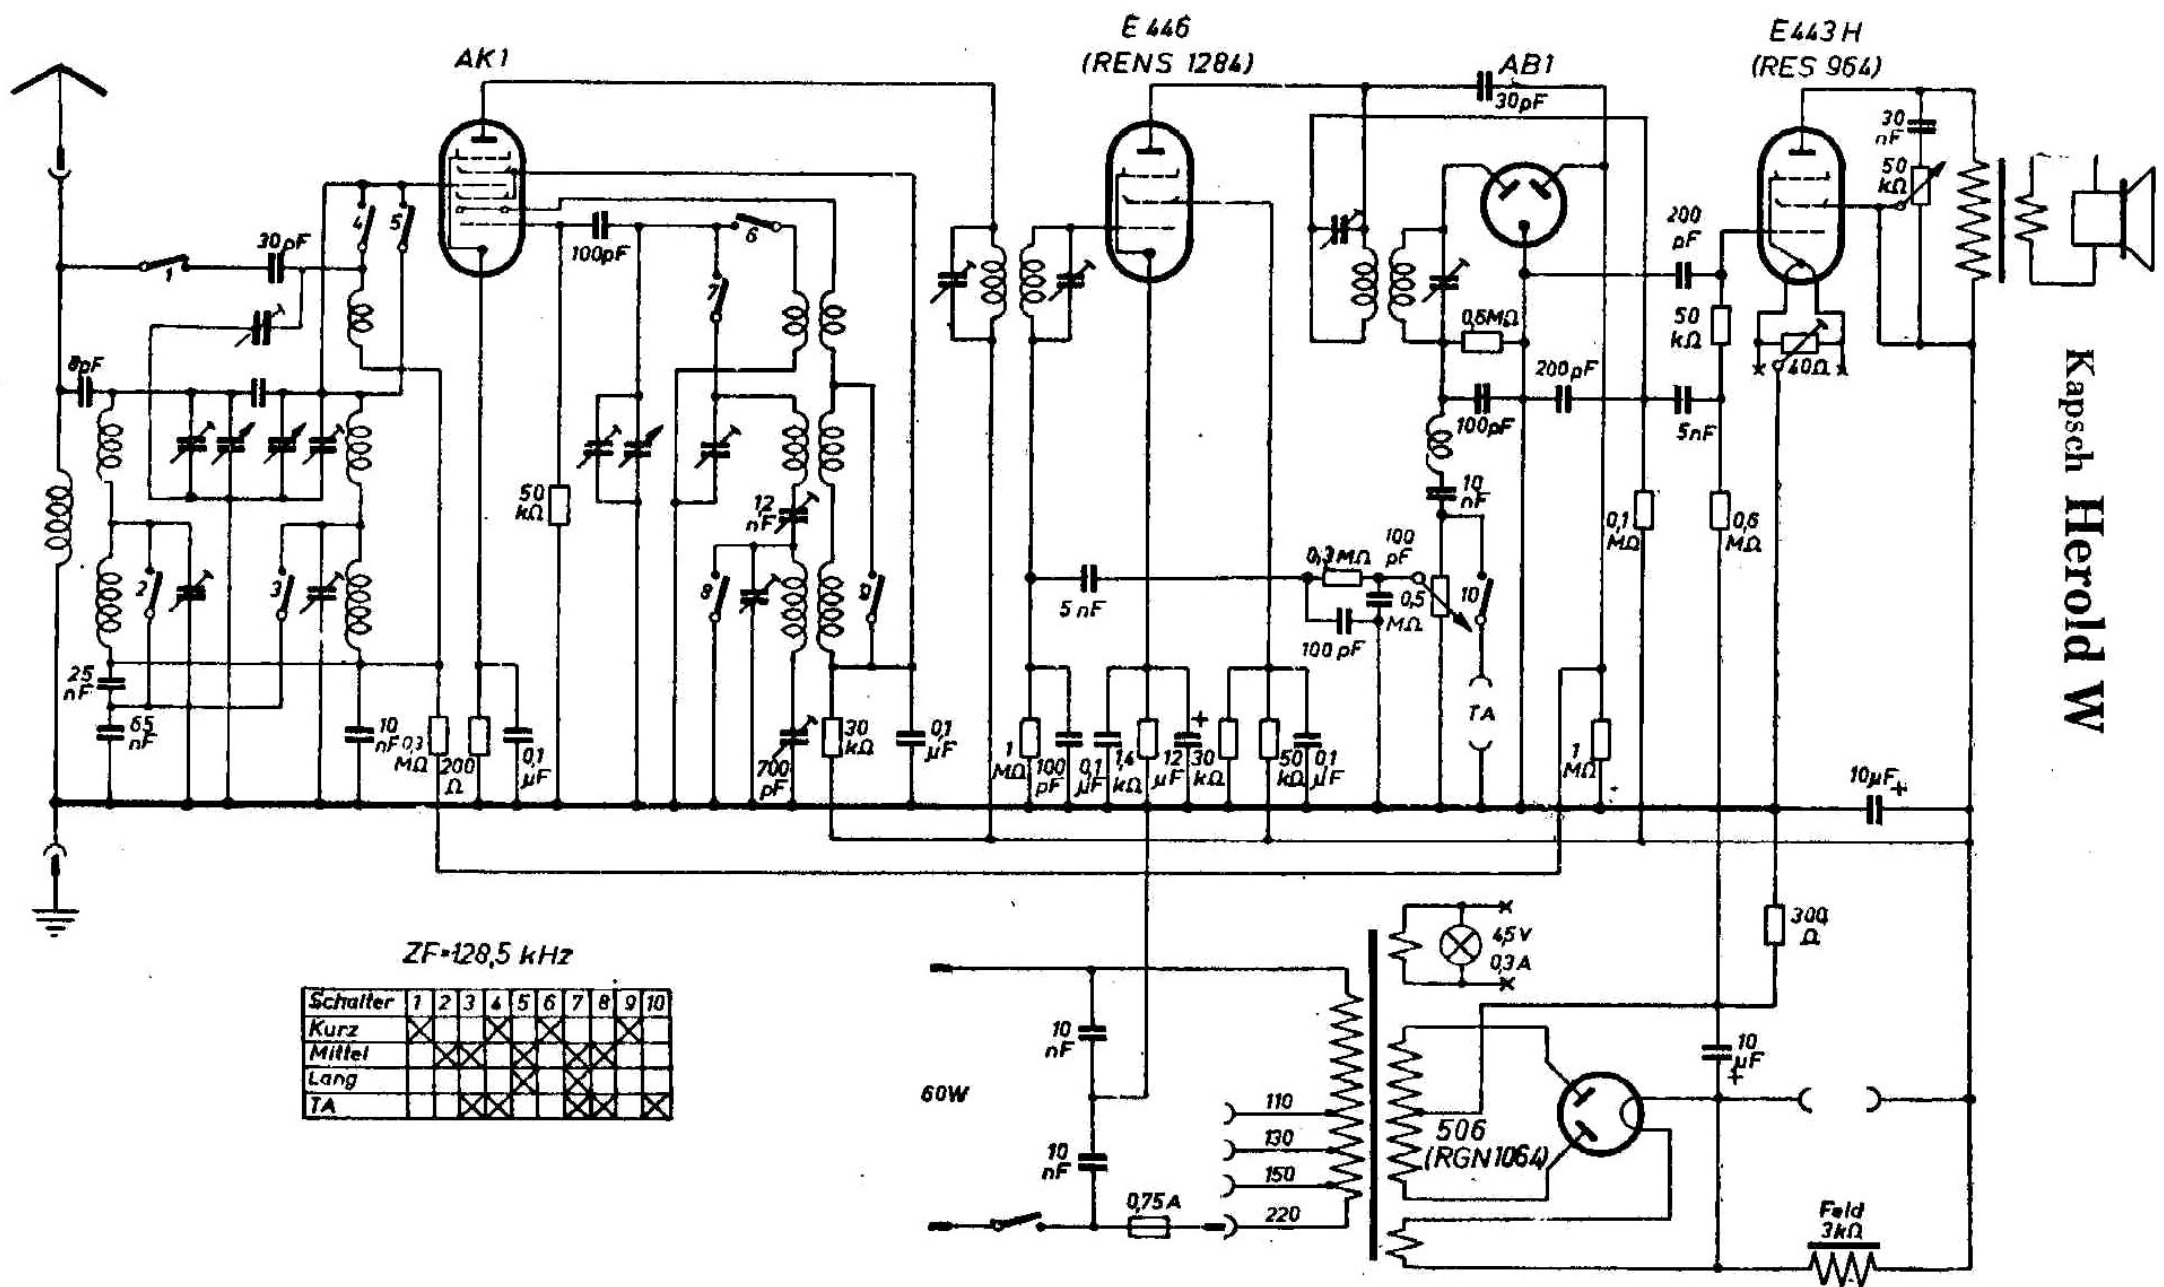 E 446
(RENS 1284)
E 443 H
(RES 964)
AK1
AB1
30pF
30
nF
50
kΩ
200
pF
30pF
4
5
100pF
6
1
7
8pF
50
kΩ
0,6MΩ
40Ω
200pF
100pF
5nF
Kapsch Herold W
50
kΩ
12
nF
10
nF
0,1
MΩ
0,6
MΩ
2
3
8
9
5nF
0,3MΩ
100
pF
0,5
MΩ
10
100pF
TA
25
nF
65
nF
10
nF
0,3
MΩ
200
Ω
0,1
µF
700
pF
30
kΩ
0,1
µF
1
MΩ
100
pF
0,1
µF
1,4
kΩ
12
µF
+
30
kΩ
50
kΩ
0,1
µF
1
MΩ
10µF
+
300
Ω
4,5V
0,3A
ZF=128,5 kHz
Schalter 1 2 3 4 5 6 7 8 9 10
Kurz X X X X
Mittel X X X X X
Lang X X
TA X X X X X
10
nF
60W
10
nF
0,75A
110
130
150
220
506
(RGN1064)
10
µF
+
Feld
3kΩ